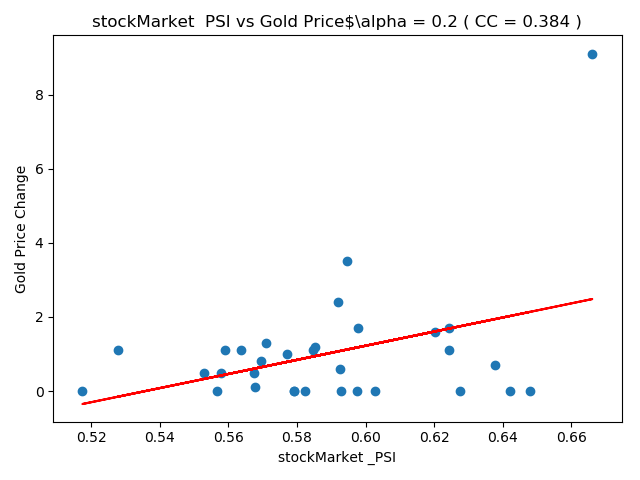 stockMarket  PSI vs Gold Price$\alpha = 0.2 ( CC = 0.384 )
Gold Price Change
8
6
4
2
0
0.52 0.54 0.56 0.58 0.60 0.62 0.64 0.66
stockMarket _PSI